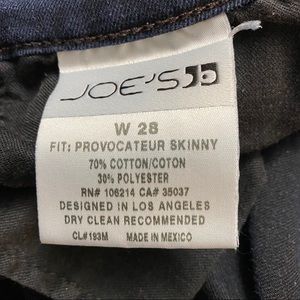 JOE'S
W 28
FIT: PROVOCATEUR SKINNY
70% COTTON/COTON
30% POLYESTER
RN# 106214 CA# 35037
DESIGNED IN LOS ANGELES
DRY CLEAN RECOMMENDED
CL#193M MADE IN MEXICO